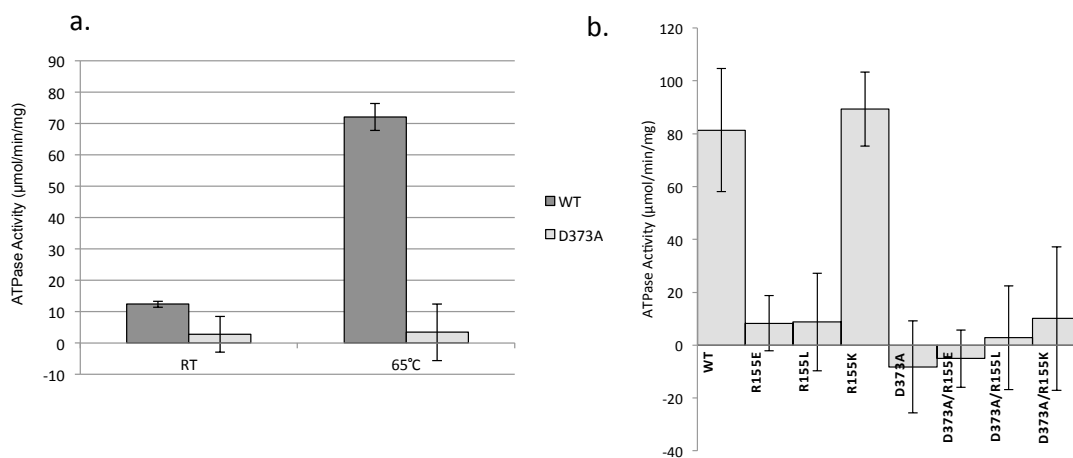 a.
ATPase Activity (μmol/min/mg)
90
80
70
60
50
40
30
20
10
0
-10
RT
65°C
WT
D373A
b.
ATPase Activity (μmol/min/mg)
120
100
80
60
40
20
0
-20
-40
WT
R155E
R155L
R155K
D373A
D373A/R155E
D373A/R155L
D373A/R155K